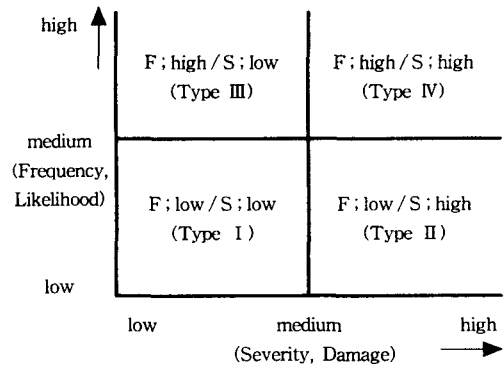 high
F ; high / S ; low
(Type Ⅲ)
F ; high / S ; high
(Type Ⅳ)
medium
(Frequency,
Likelihood)
F ; low / S ; low
(Type Ⅰ)
F ; low / S ; high
(Type Ⅱ)
low
low medium high
(Severity, Damage)